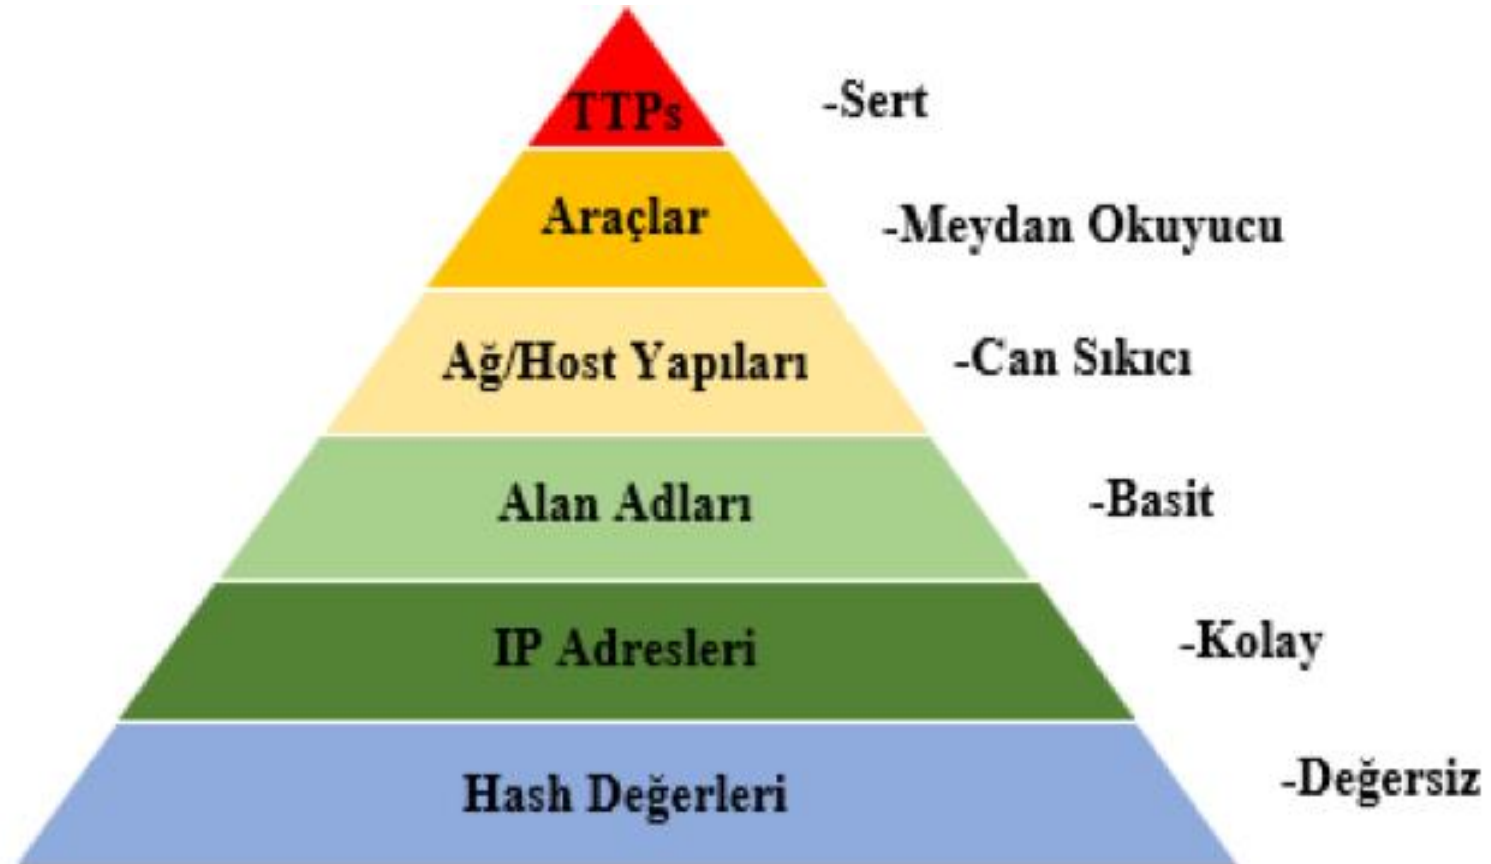 TTPs
-Sert
Araçlar
-Meydan Okuyucu
Ağ/Host Yapıları
-Can Sıkıcı
Alan Adları
-Basit
IP Adresleri
-Kolay
Hash Değerleri
-Değersiz